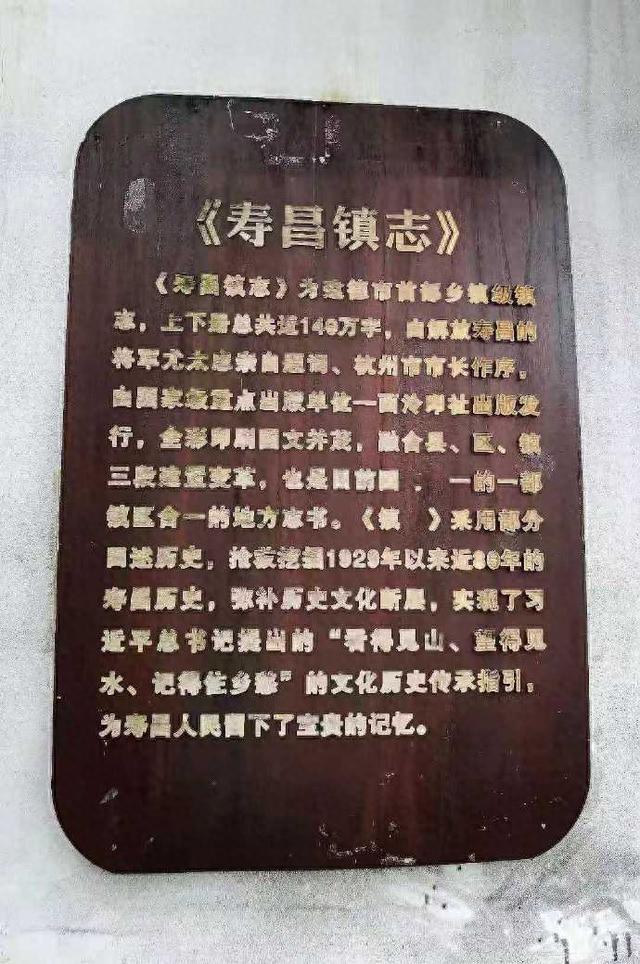 《寿昌镇志》
《寿昌镇志》为建德市首部乡镇级镇
志，上下册总共近140万字，由解放寿昌的
将军尤太忠亲自题词、杭州市市长作序，
由国家级重点出版单位一西泠印社出版发
行，全彩印刷图文并茂，融合县、区、镇
三段建置变革，也是目前国 一的一部
镇区合一的地方志书。《镇 》采用部分
口述历史，抢救挖掘1929年以来近80年的
寿昌历史，弥补历史文化断层，实现了习
近平总书记提出的“看得见山、望得见
水、记得住乡愁”的文化历史传承指引，
为寿昌人民留下了宝贵的记忆。